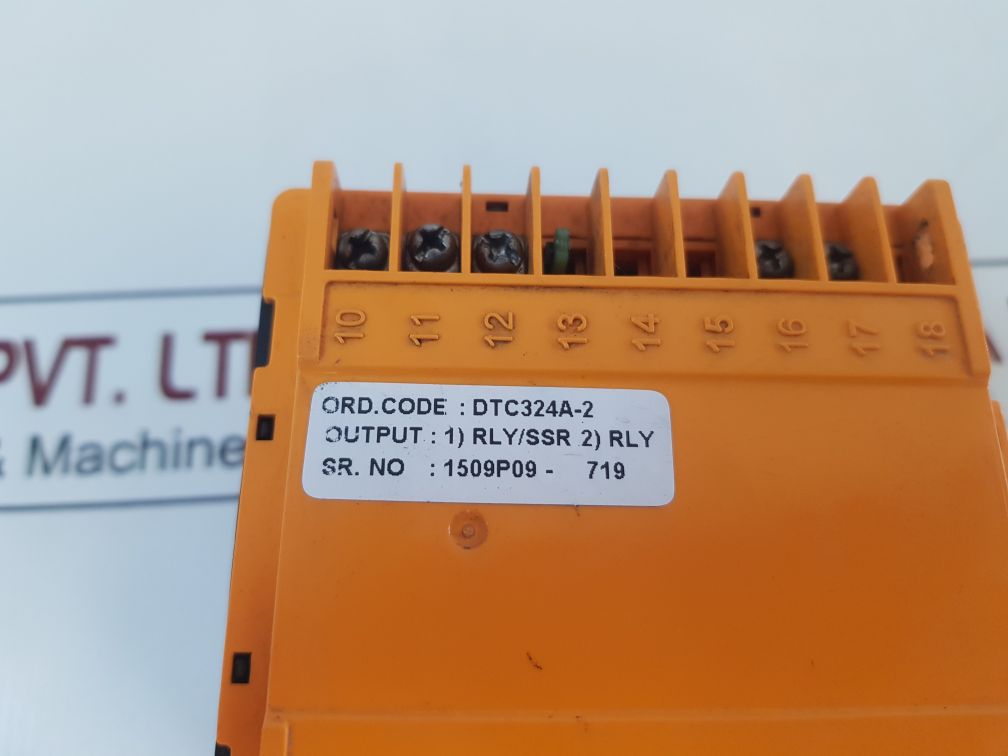 10 11 12 13 14 15 16 17 18
ORD.CODE : DTC324A-2
OUTPUT : 1) RLY/SSR 2) RLY
SR. NO : 1509P09 - 719
PVT. LT
& Machine